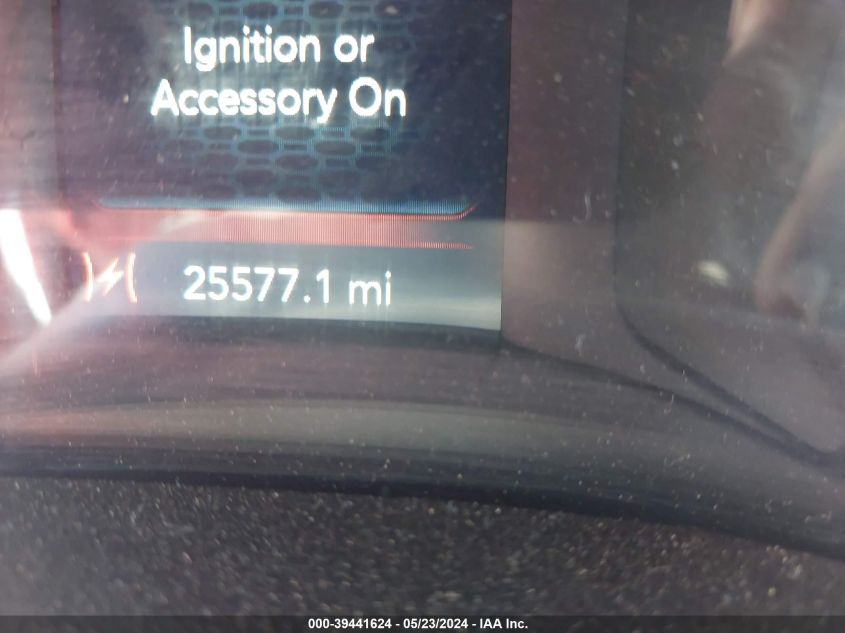 Ignition or
Accessory On
25577.1 mi
000-39441624 - 05/23/2024 - IAA Inc.